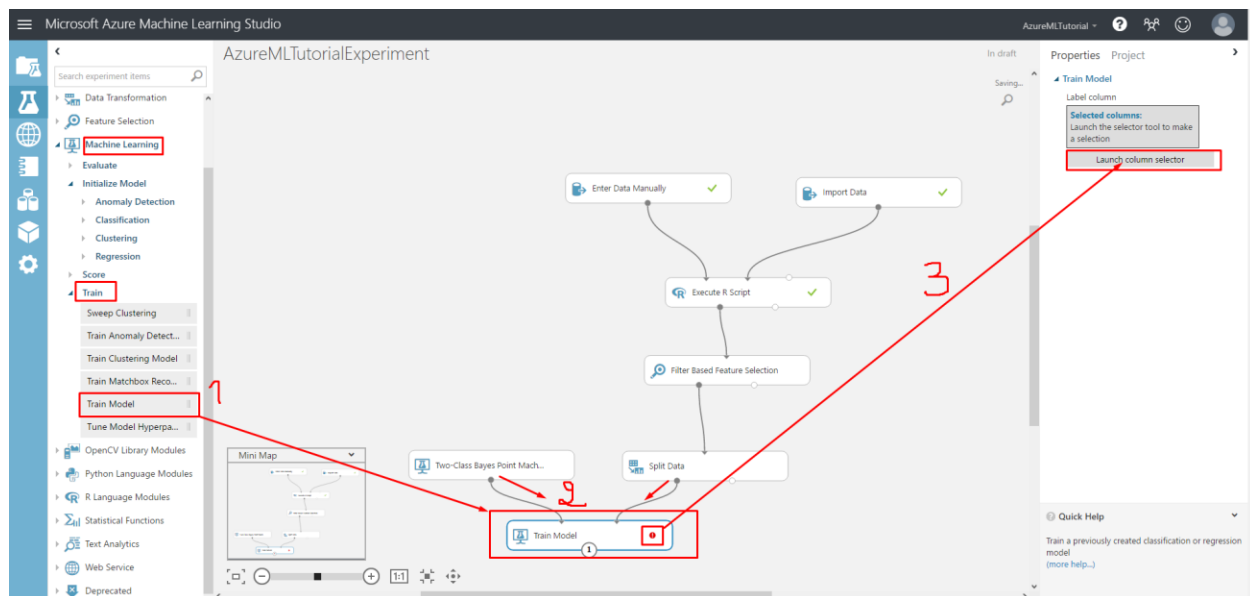 Microsoft Azure Machine Learning Studio
AzureMLTutorial
?
Search experiment items
Data Transformation
Feature Selection
Machine Learning
Evaluate
Initialize Model
Anomaly Detection
Classification
Clustering
Regression
Score
Train
Sweep Clustering
Train Anomaly Detect...
Train Clustering Model
Train Matchbox Reco...
Train Model
Tune Model Hyperpa...
OpenCV Library Modules
Python Language Modules
R Language Modules
Statistical Functions
Text Analytics
Web Service
Deprecated
AzureMLTutorialExperiment
In draft
Saving...
Enter Data Manually
Import Data
Execute R Script
Filter Based Feature Selection
Two-Class Bayes Point Mach...
Split Data
Train Model
1
1
2
3
Mini Map
1:1
Properties Project
Train Model
Label column
Selected columns:
Launch the selector tool to make
a selection
Launch column selector
Quick Help
Train a previously created classification or regression
model
(more help...)